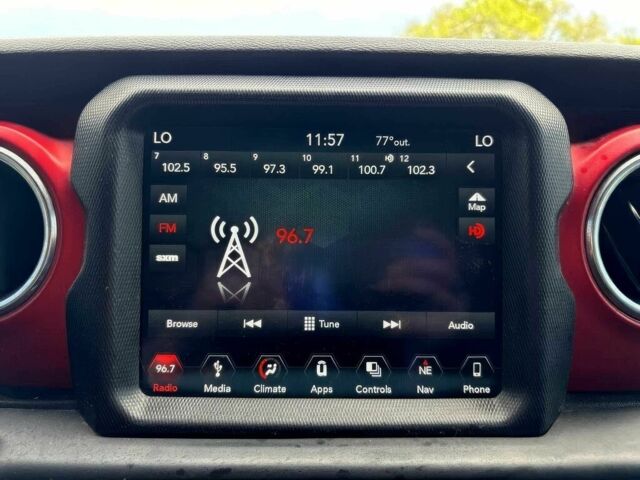 LO 11:57 77° out. LO
7 8 9 10 11 HD 12
102.5 95.5 97.3 99.1 100.7 102.3
AM
Map
FM
96.7
HD
sxm
Browse Tune Audio
96.7 NE
Radio Media Climate Apps Controls Nav Phone